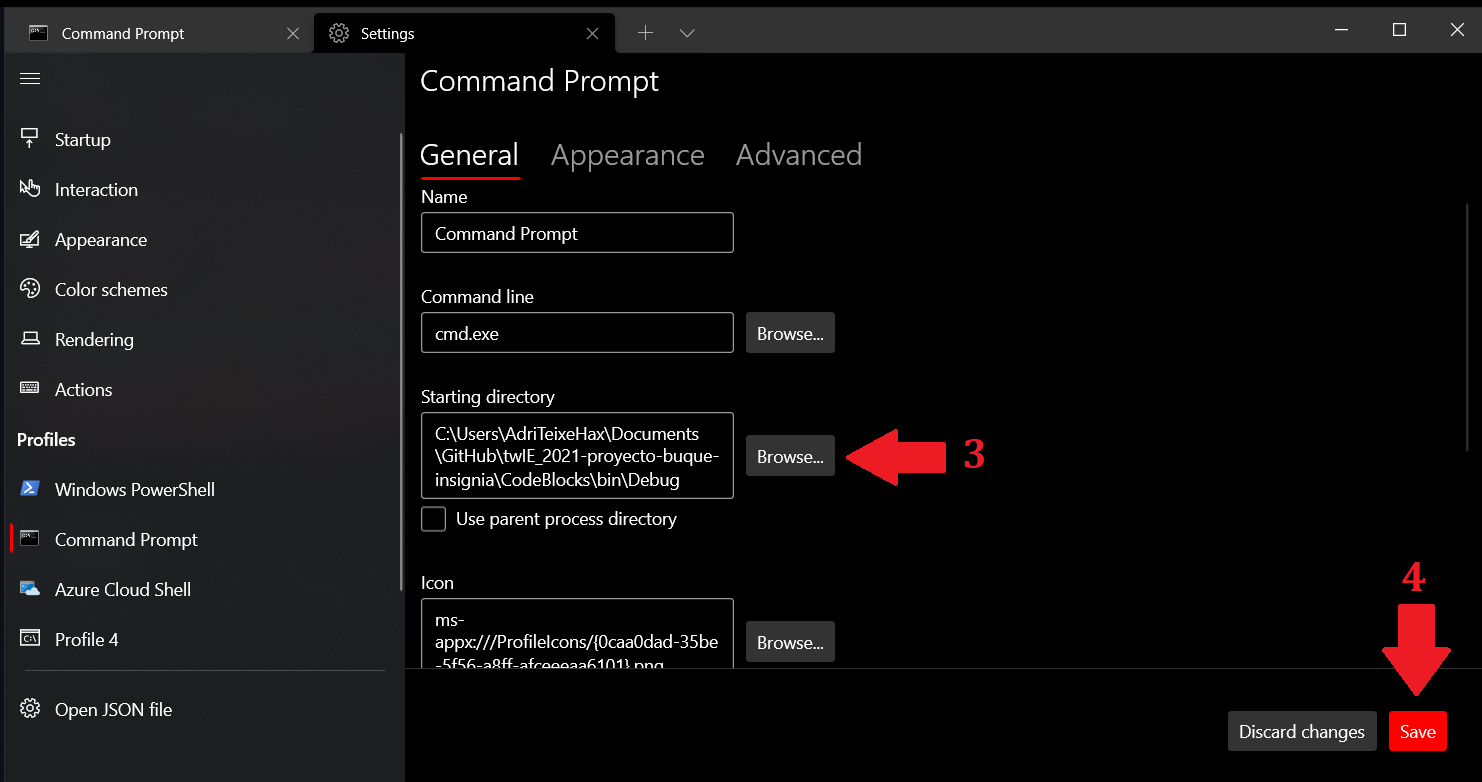 Command Prompt
Settings
Startup
Interaction
Appearance
Color schemes
Rendering
Actions
Profiles
Windows PowerShell
Command Prompt
Azure Cloud Shell
Profile 4
Open JSON file
Command Prompt
General Appearance Advanced
Name
Command Prompt
Command line
cmd.exe
Browse...
Starting directory
C:\Users\AdriTeixeHax\Documents
\GitHub\twIE_2021-proyecto-buque-
insignia\CodeBlocks\bin\Debug
Browse...
3
Use parent process directory
Icon
ms-
appx:///ProfileIcons/{0caa0dad-35be
-5f56-a8ff-afceeeaa6101}.png
Browse...
4
Discard changes
Save